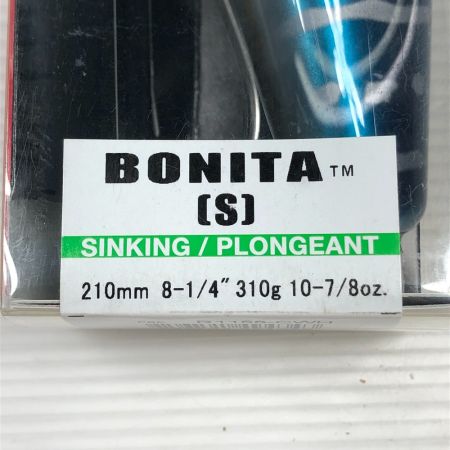 BONITA™
(S)
SINKING / PLONGEANT
210mm 8-1/4" 310g 10-7/8oz.